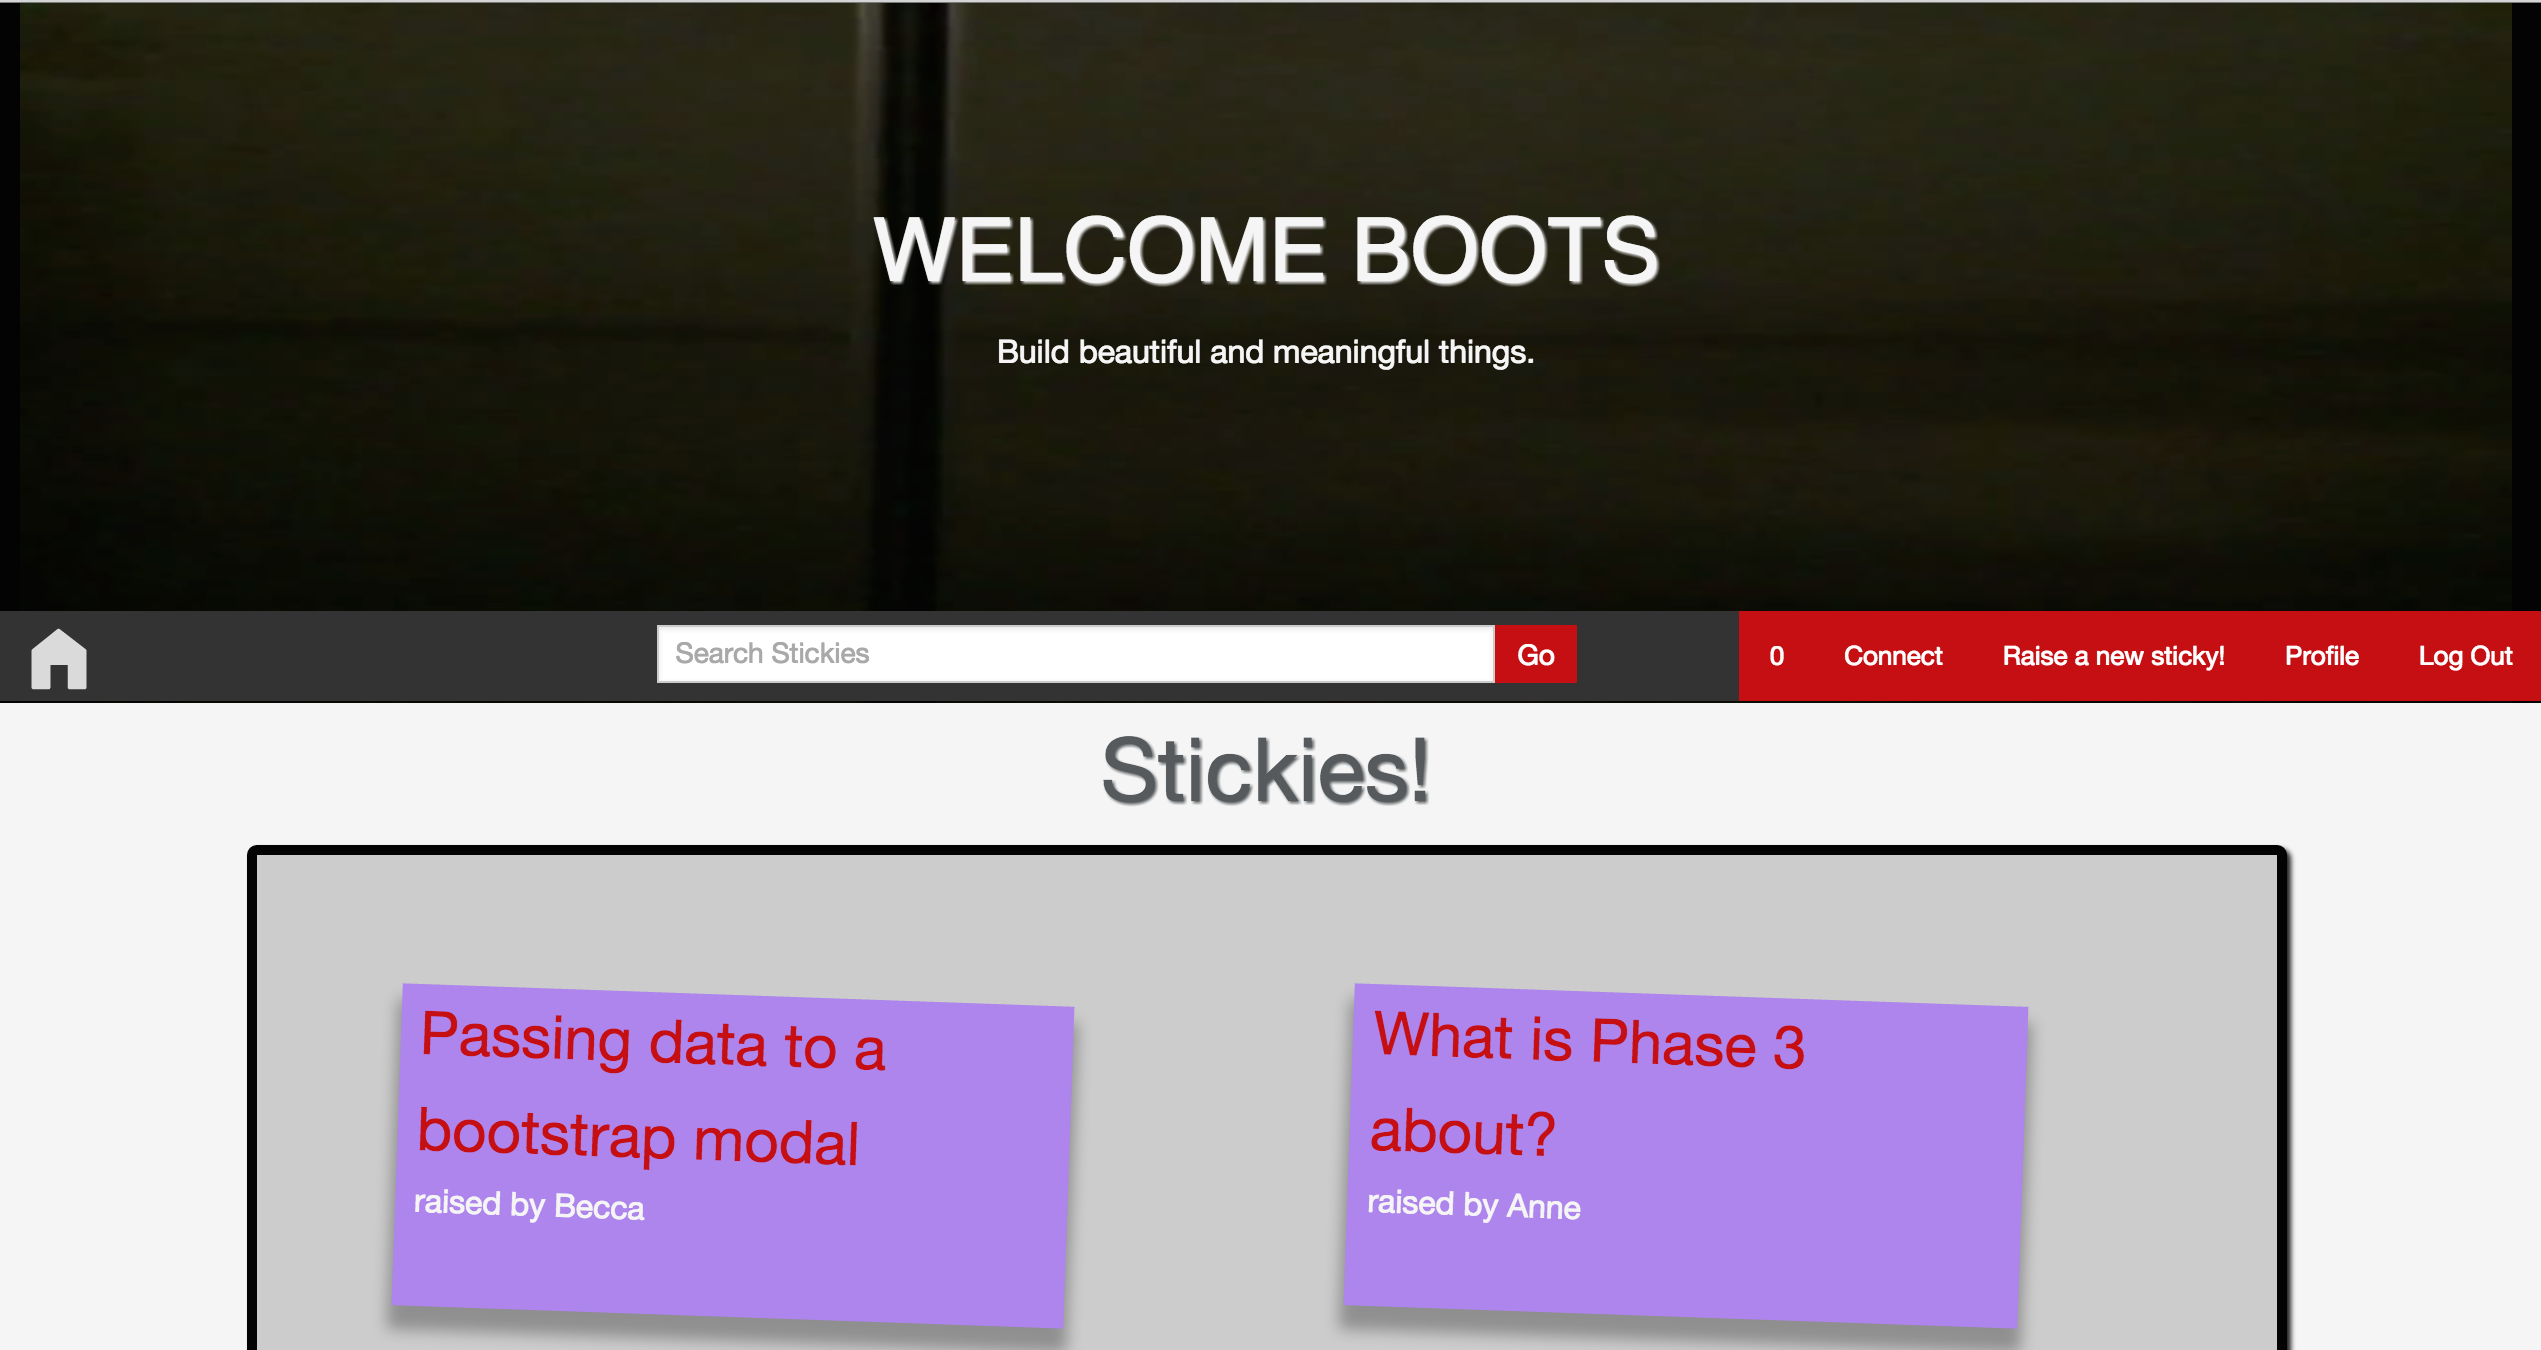 WELCOME BOOTS
Build beautiful and meaningful things.
Search Stickies Go 0 Connect Raise a new sticky! Profile Log Out
Stickies!
Passing data to a
bootstrap modal
raised by Becca
What is Phase 3
about?
raised by Anne